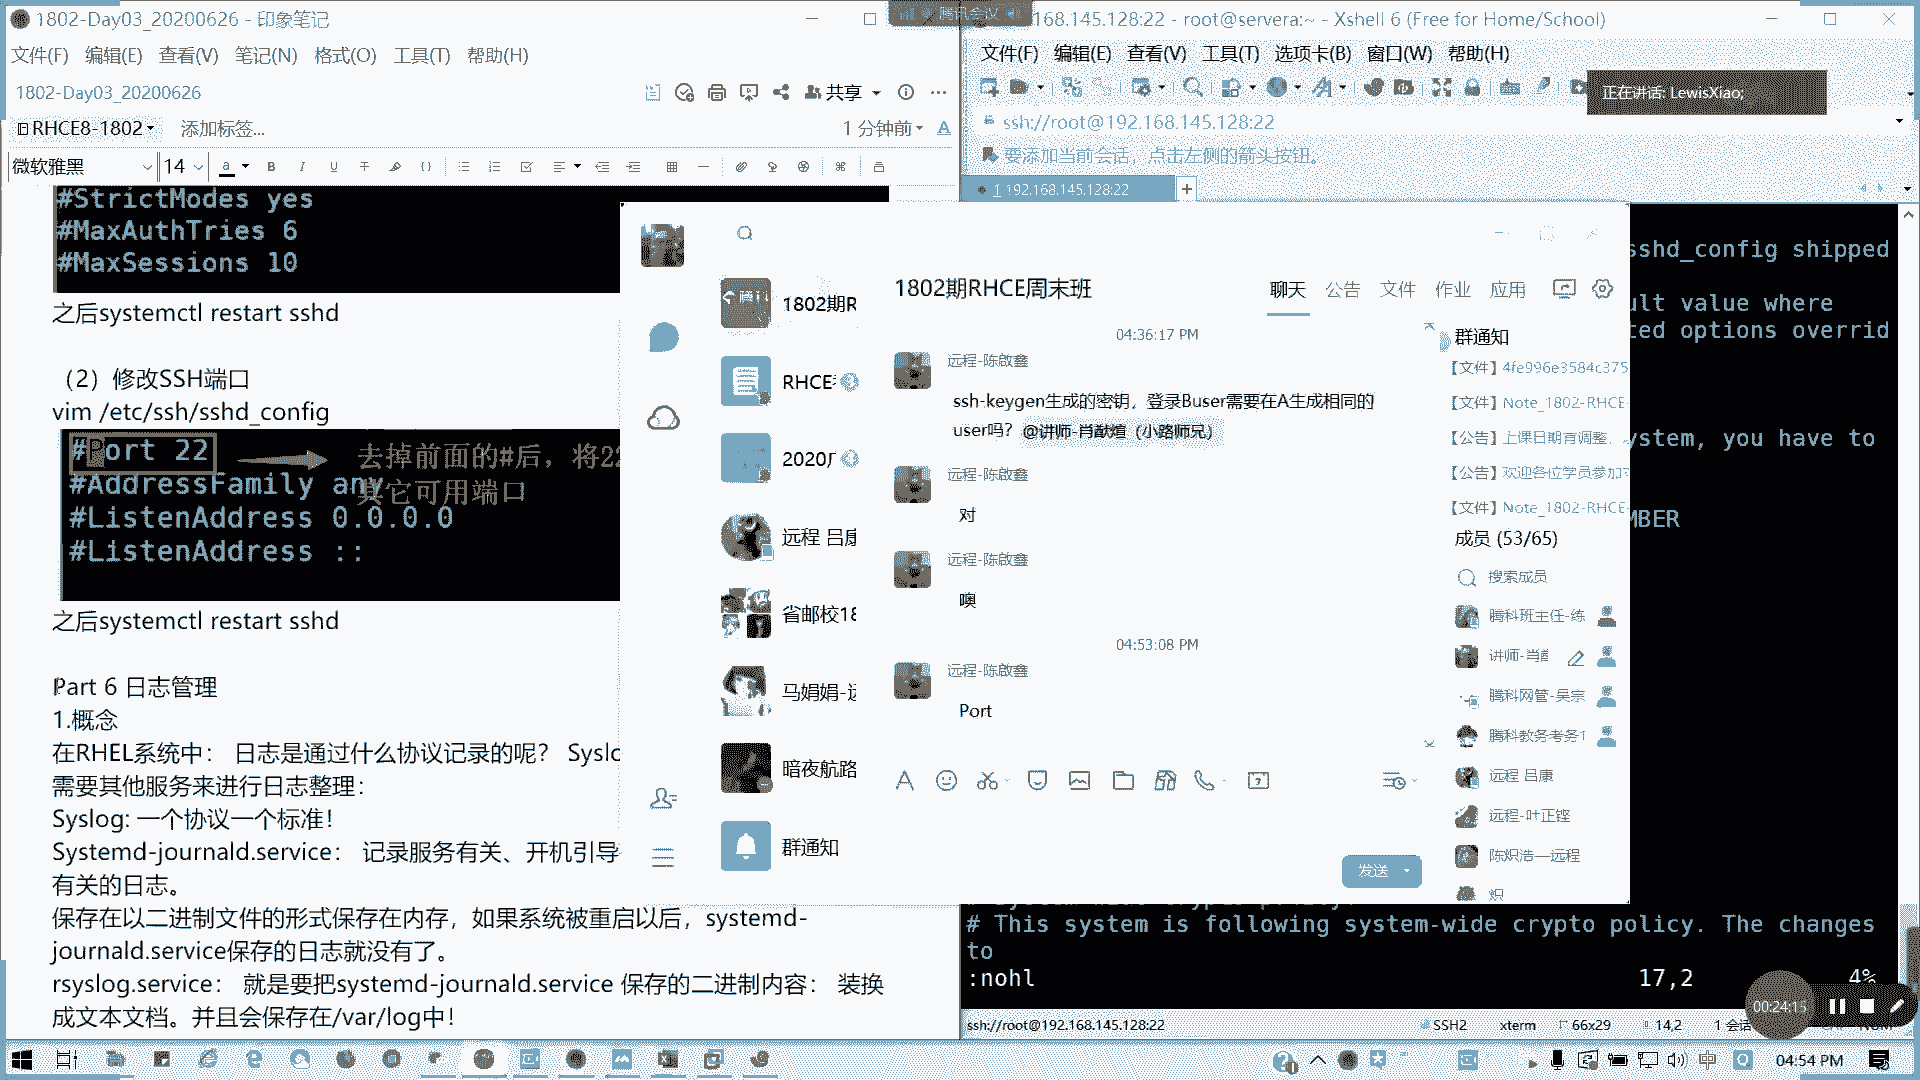 1802-Day03_20200626 - 印象笔记
文件(F) 编辑(E) 查看(V) 笔记(N) 格式(O) 工具(T) 帮助(H)
1802-Day03_20200626
共享
RHCE8-1802
添加标签...
1 分钟前
微软雅黑
14
#StrictModes yes
#MaxAuthTries 6
#MaxSessions 10
之后systemctl restart sshd
（2）修改SSH端口
vim /etc/ssh/sshd_config
#Port 22
去掉前面的#后，将22
其它可用端口
#AddressFamily any
#ListenAddress 0.0.0.0
#ListenAddress ::
之后systemctl restart sshd
Part 6 日志管理
1.概念
在RHEL系统中： 日志是通过什么协议记录的呢？ Syslo
需要其他服务来进行日志整理：
Syslog: 一个协议一个标准！
Systemd-journald.service： 记录服务有关、开机引导
有关的日志。
保存在以二进制文件的形式保存在内存，如果系统被重启以后，systemd-
journald.service保存的日志就没有了。
rsyslog.service： 就是要把systemd-journald.service 保存的二进制内容： 装换
成文本文档。并且会保存在/var/log中！
腾讯会议
168.145.128:22 - root@servera:~ - Xshell 6 (Free for Home/School)
文件(F) 编辑(E) 查看(V) 工具(T) 选项卡(B) 窗口(W) 帮助(H)
正在讲话: LewisXiao;
ssh://root@192.168.145.128:22
要添加当前会话，点击左侧的箭头按钮。
1 192.168.145.128:22
sshd_config shipped
ult value where
ted options overrid
ystem, you have to
MBER
# This system is following system-wide crypto policy. The changes
to
:nohl
17,2
4%
1802期R
RHCE
2020
远程 吕康
省邮校18
马娟娟-远
暗夜航路
群通知
1802期RHCE周末班
聊天 公告 文件 作业 应用
04:36:17 PM
远程-陈啟鑫
ssh-keygen生成的密钥，登录Buser需要在A生成相同的
user吗？@讲师-肖猷煊（小路师兄）
远程-陈啟鑫
对
远程-陈啟鑫
噢
04:53:08 PM
远程-陈啟鑫
Port
发送
群通知
【文件】4fe996e3584c375
【文件】Note_1802-RHCE-
【公告】上课日期有调整，
【公告】欢迎各位学员参加
【文件】Note_1802-RHCE-
成员 (53/65)
搜索成员
腾科班主任-练
讲师-肖
腾科网管-吴宗
腾科教务考务1
远程 吕康
远程-叶正铿
陈炽浩—远程
00:24:15
ssh://root@192.168.145.128:22
SSH2
xterm
66x29
14,2
1 会话
NUM
中
04:54 PM